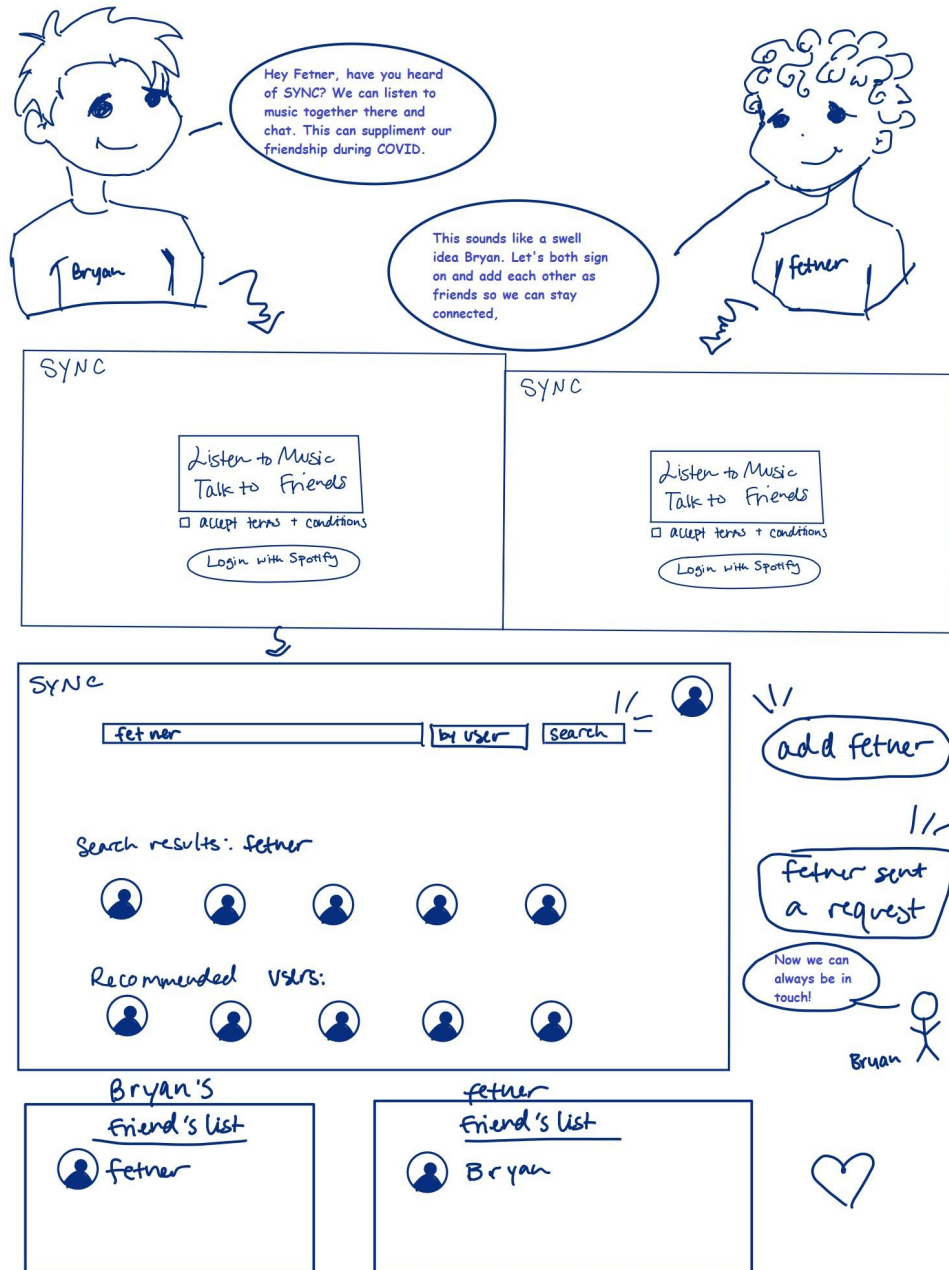 Hey Fetner, have you heard
of SYNC? We can listen to
music together there and
chat. This can suppliment our
friendship during COVID.
This sounds like a swell
idea Bryan. Let's both sign
on and add each other as
friends so we can stay
connected,
Bryan
fetner
SYNC
Listen to Music
Talk to Friends
accept terms + conditions
Login with Spotify
SYNC
Listen to Music
Talk to Friends
accept terms + conditions
Login with Spotify
SYNC
fetner
by user
search
Search results: fetner
Recommended users:
add fetner
fetner sent
a request
Now we can
always be in
touch!
Bryan
Bryan's
friend's list
fetner
fetner
friend's list
Bryan